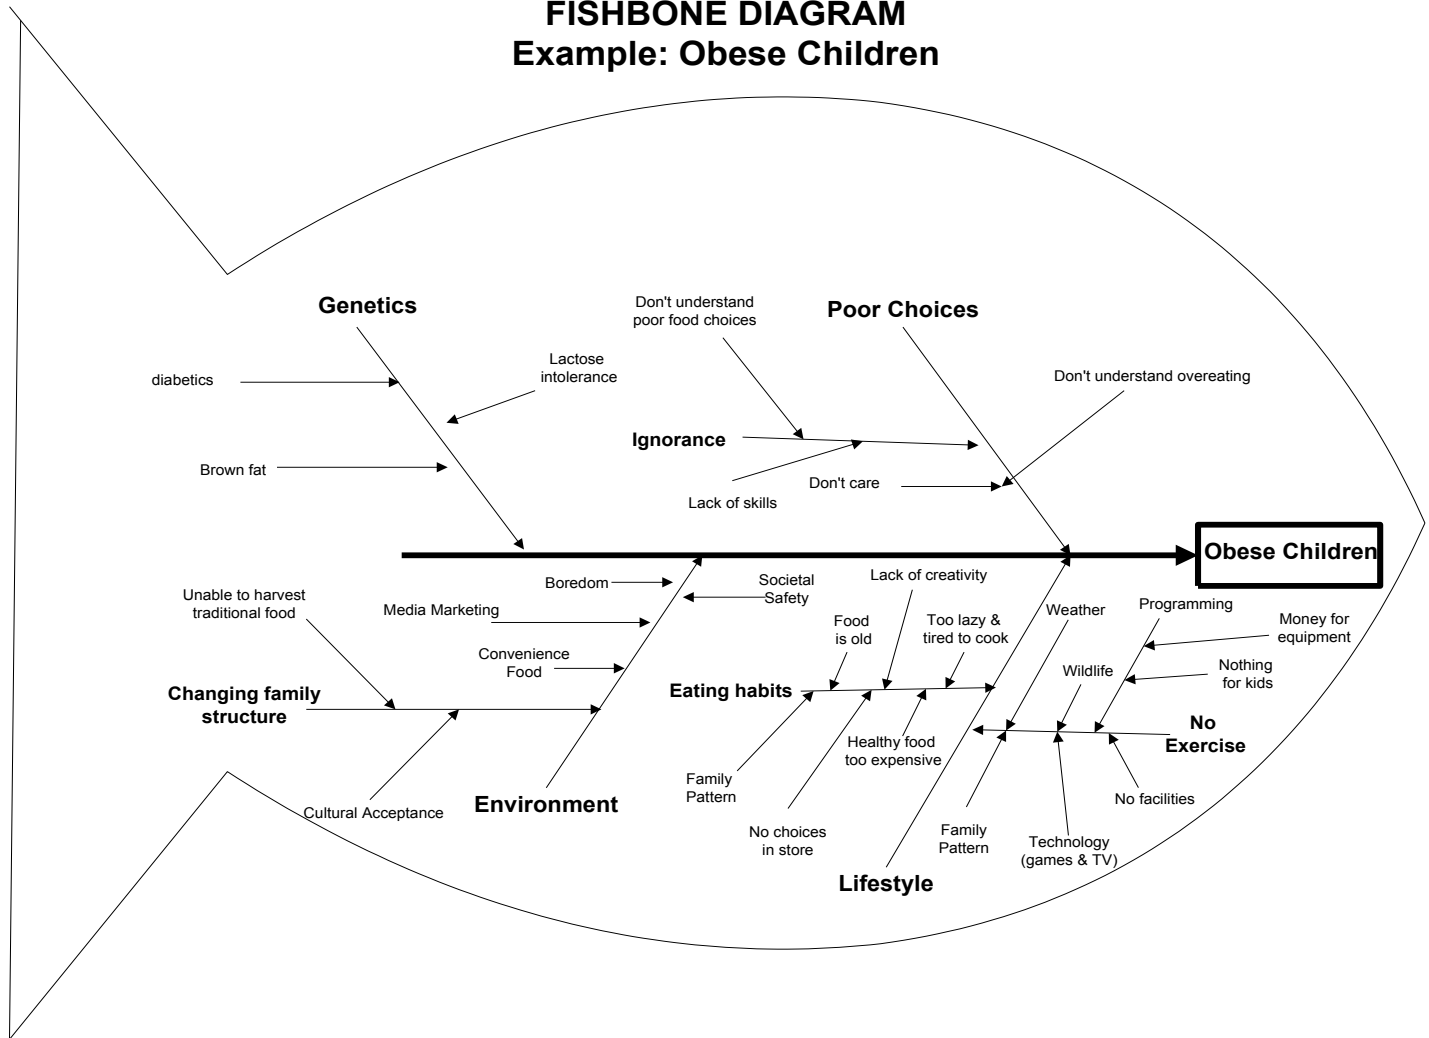 FISHBONE DIAGRAM
Example: Obese Children
Genetics
diabetics
Lactose
intolerance
Brown fat
Don't understand
poor food choices
Poor Choices
Don't understand overeating
Ignorance
Lack of skills
Don't care
Obese Children
Unable to harvest
traditional food
Boredom
Media Marketing
Convenience
Food
Societal
Safety
Changing family
structure
Cultural Acceptance
Environment
Lack of creativity
Food
is old
Too lazy &
tired to cook
Eating habits
Healthy food
too expensive
Family
Pattern
No choices
in store
Lifestyle
Weather
Programming
Money for
equipment
Wildlife
Nothing
for kids
No
Exercise
No facilities
Family
Pattern
Technology
(games & TV)